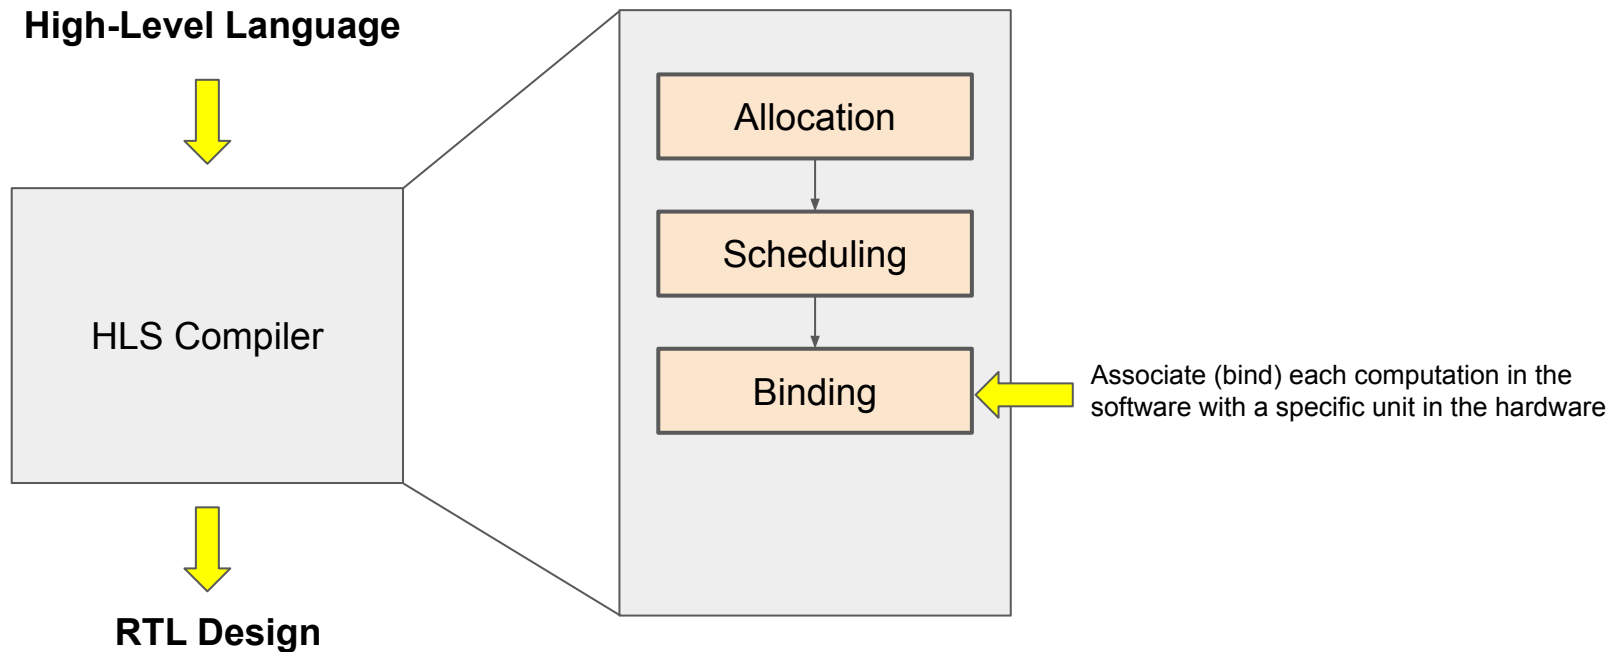 High-Level Language
HLS Compiler
RTL Design
Allocation
Scheduling
Binding
Associate (bind) each computation in the
software with a specific unit in the hardware